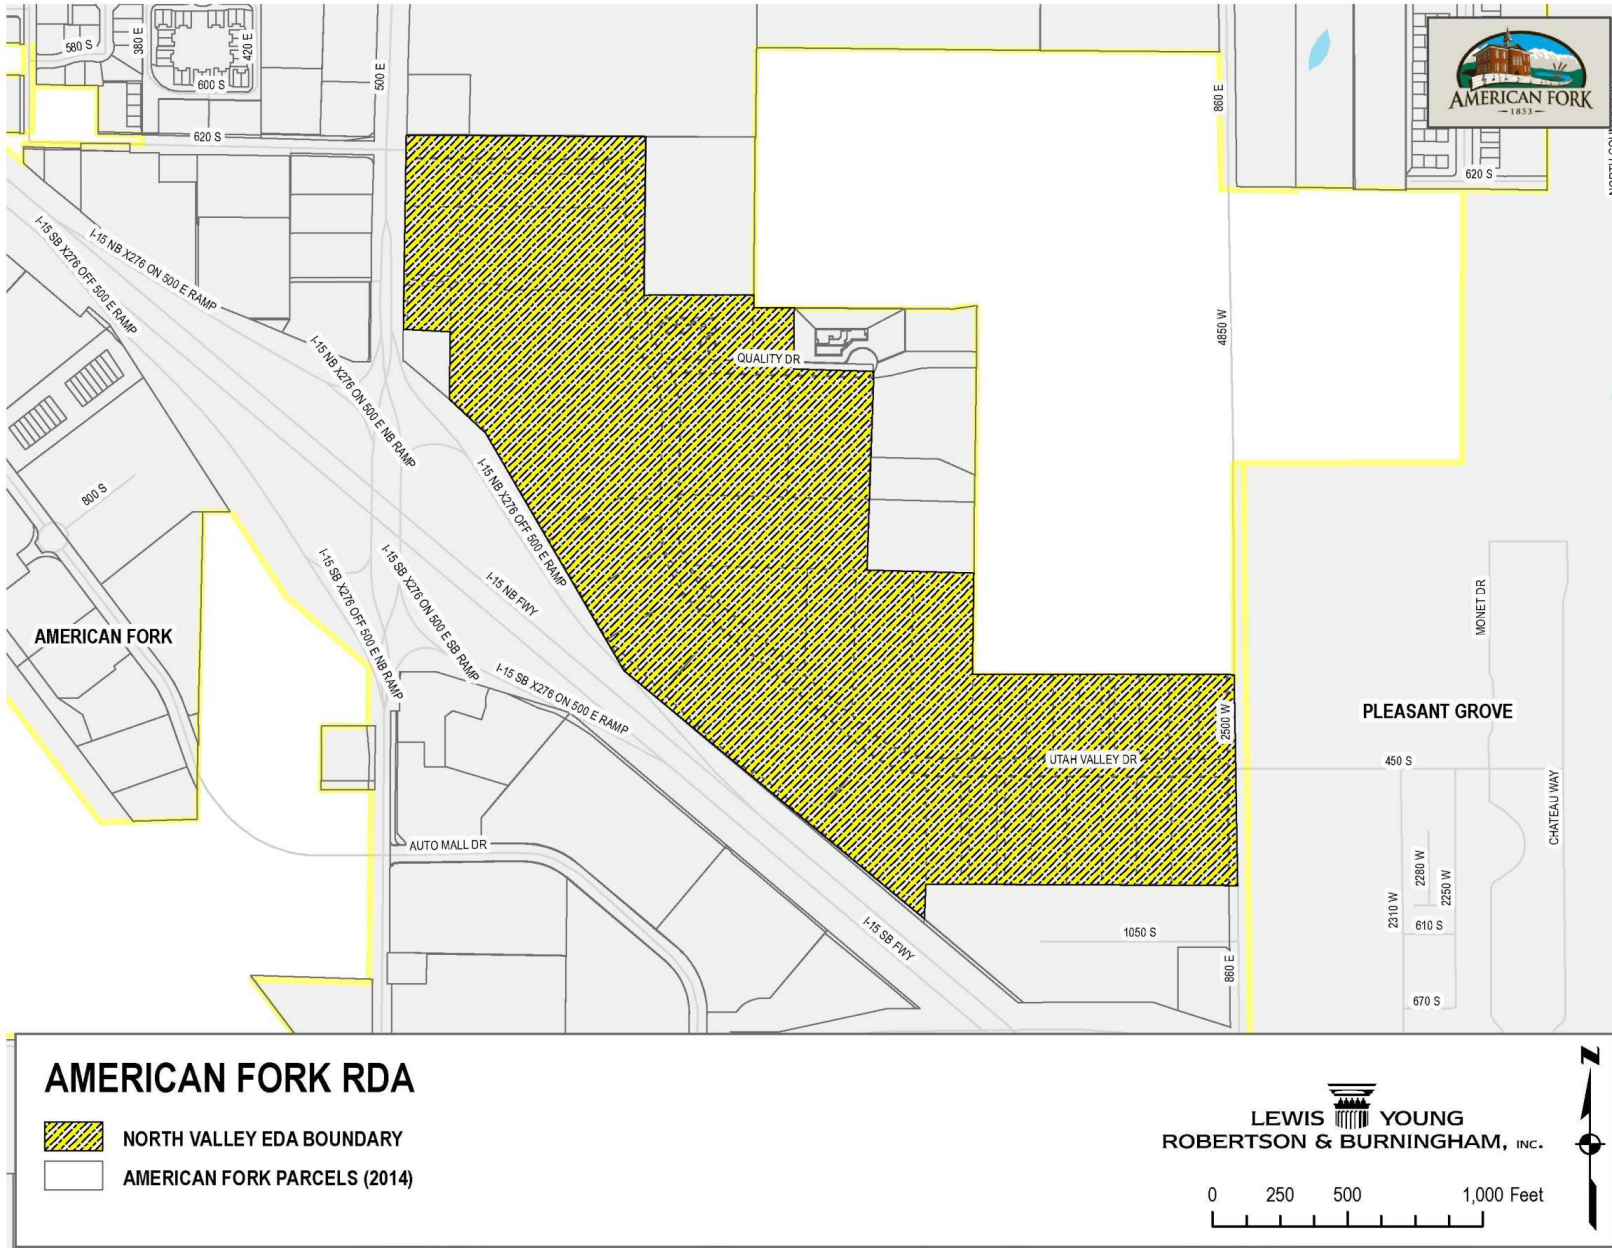 580 S
380 E
420 E
600 S
500 E
620 S
860 E
AMERICAN FORK
1853
620 S
I-15 SB X276 OFF 500 E RAMP
I-15 NB X276 ON 500 E RAMP
I-15 NB X276 ON 500 E NB RAMP
4850 W
QUALITY DR
800 S
I-15 NB X276 OFF 500 E RAMP
I-15 SB X276 OFF 500 E NB RAMP
I-15 SB X276 ON 500 E SB RAMP
I-15 NB FWY
MONET DR
AMERICAN FORK
I-15 SB X276 ON 500 E RAMP
2500 W
PLEASANT GROVE
UTAH VALLEY DR
450 S
CHATEAU WAY
AUTO MALL DR
2280 W
2250 W
2310 W
610 S
I-15 SB FWY
1050 S
860 E
670 S
AMERICAN FORK RDA
NORTH VALLEY EDA BOUNDARY
AMERICAN FORK PARCELS (2014)
LEWIS YOUNG
ROBERTSON & BURNINGHAM, INC.
0 250 500 1,000 Feet
N